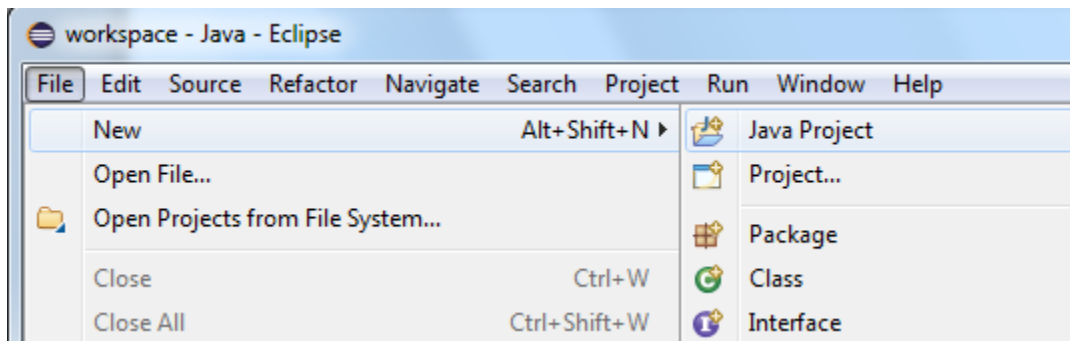 workspace - Java - Eclipse
File Edit Source Refactor Navigate Search Project Run Window Help
New Alt+Shift+N
Open File...
Open Projects from File System...
Close Ctrl+W
Close All Ctrl+Shift+W
Java Project
Project...
Package
Class
Interface